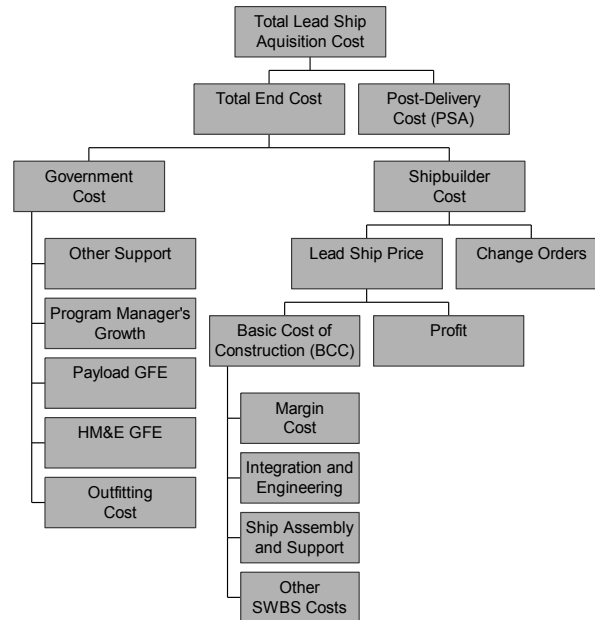 Total Lead Ship
Aquisition Cost
Total End Cost
Post-Delivery
Cost (PSA)
Government
Cost
Shipbuilder
Cost
Other Support
Program Manager's
Growth
Payload GFE
HM&E GFE
Outfitting
Cost
Lead Ship Price
Change Orders
Basic Cost of
Construction (BCC)
Profit
Margin
Cost
Integration and
Engineering
Ship Assembly
and Support
Other
SWBS Costs